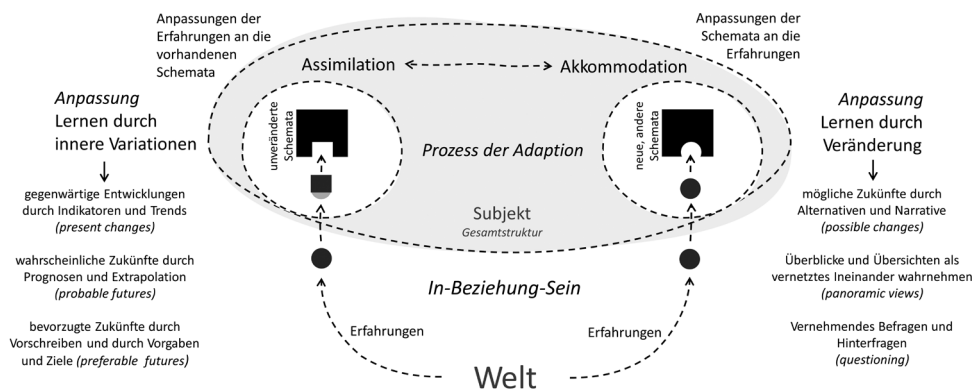 Anpassungen der
Erfahrungen an die
vorhandenen
Schemata
Anpassungen der
Schemata an die
Erfahrungen
Assimilation
Akkommodation
Anpassung
Lernen durch
innere Variationen
unveränderte
Schemata
Prozess der Adaption
neue, andere
Schemata
Anpassung
Lernen durch
Veränderung
gegenwärtige Entwicklungen
durch Indikatoren und Trends
(present changes)
Subjekt
Gesamtstruktur
mögliche Zukünfte durch
Alternativen und Narrative
(possible changes)
wahrscheinliche Zukünfte durch
Prognosen und Extrapolation
(probable futures)
In-Beziehung-Sein
Überblicke und Übersichten als
vernetztes Ineinander wahrnehmen
(panoramic views)
bevorzugte Zukünfte durch
Vorschreiben und durch Vorgaben
und Ziele (preferable futures)
Erfahrungen
Erfahrungen
Vernehmendes Befragen und
Hinterfragen
(questioning)
Welt